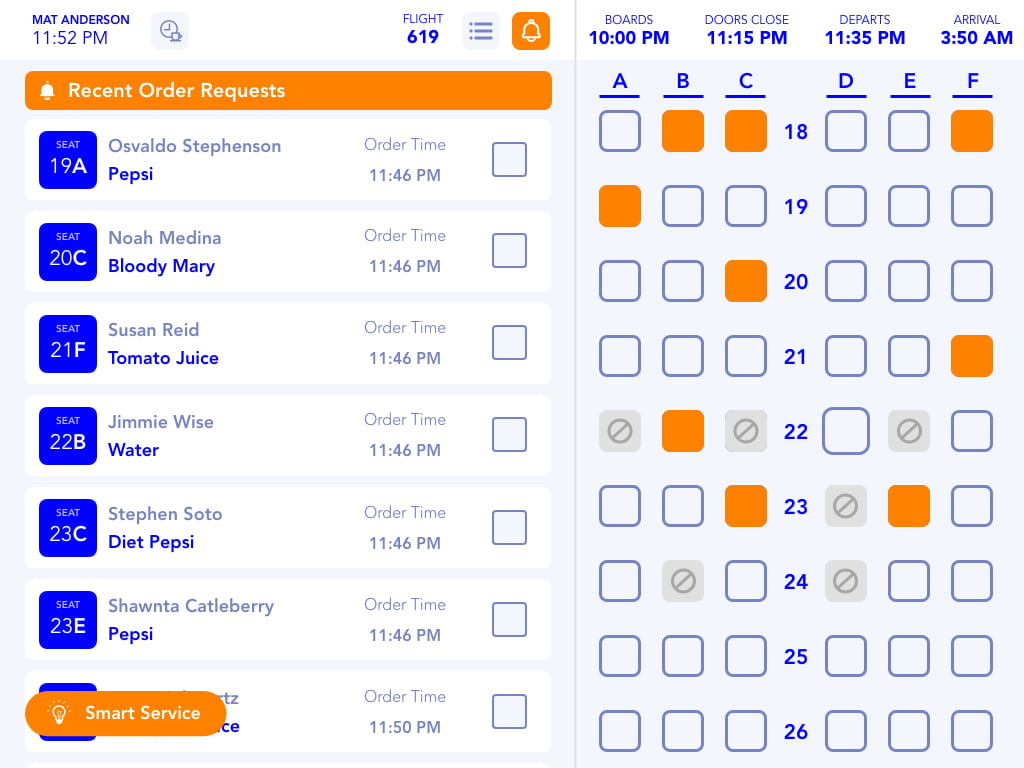 MAT ANDERSON
11:52 PM
FLIGHT
619
BOARDS
10:00 PM
DOORS CLOSE
11:15 PM
DEPARTS
11:35 PM
ARRIVAL
3:50 AM
Recent Order Requests
SEAT
19A
Osvaldo Stephenson
Pepsi
Order Time
11:46 PM
SEAT
20C
Noah Medina
Bloody Mary
Order Time
11:46 PM
SEAT
21F
Susan Reid
Tomato Juice
Order Time
11:46 PM
SEAT
22B
Jimmie Wise
Water
Order Time
11:46 PM
SEAT
23C
Stephen Soto
Diet Pepsi
Order Time
11:46 PM
SEAT
23E
Shawnta Catleberry
Pepsi
Order Time
11:46 PM
Order Time
11:50 PM
Smart Service
A B C D E F
18
19
20
21
22
23
24
25
26